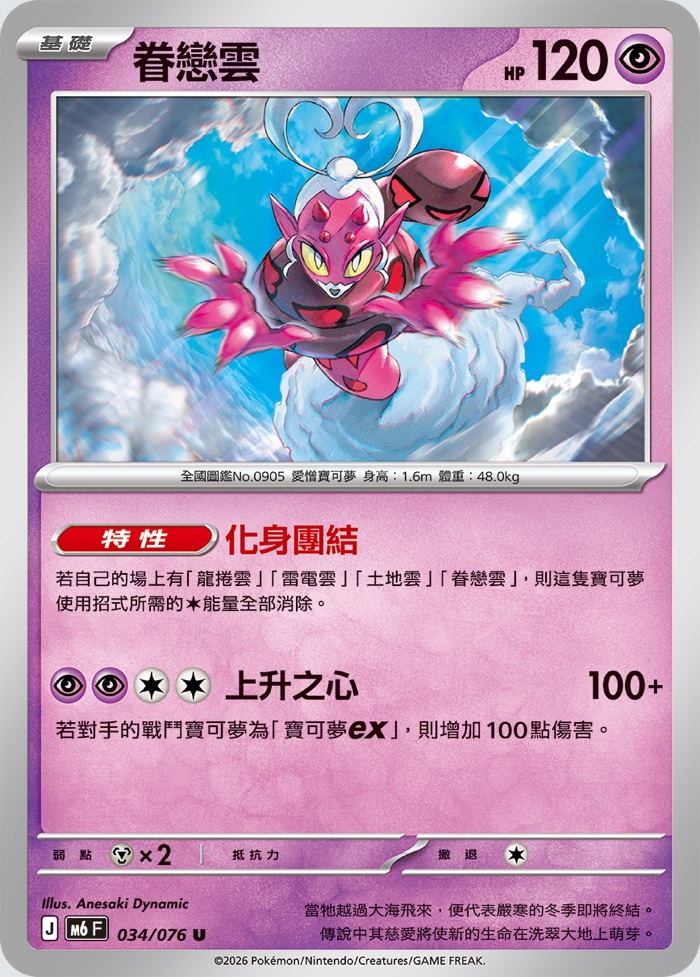 基礎
眷戀雲
HP 120
全國圖鑑No.0905 愛憎寶可夢 身高：1.6m 體重：48.0kg
特性 化身團結
若自己的場上有「龍捲雲」「雷電雲」「土地雲」「眷戀雲」，則這隻寶可夢
使用招式所需的能量全部消除。
上升之心 100+
若對手的戰鬥寶可夢為「寶可夢ex」，則增加100點傷害。
弱點 ×2 抵抗力 撤退
Illus. Anesaki Dynamic
J M6 F 034/076 U
當牠越過大海飛來，便代表嚴寒的冬季即將終結。
傳說中其慈愛將使新的生命在洗翠大地上萌芽。
©2026 Pokémon/Nintendo/Creatures/GAME FREAK.